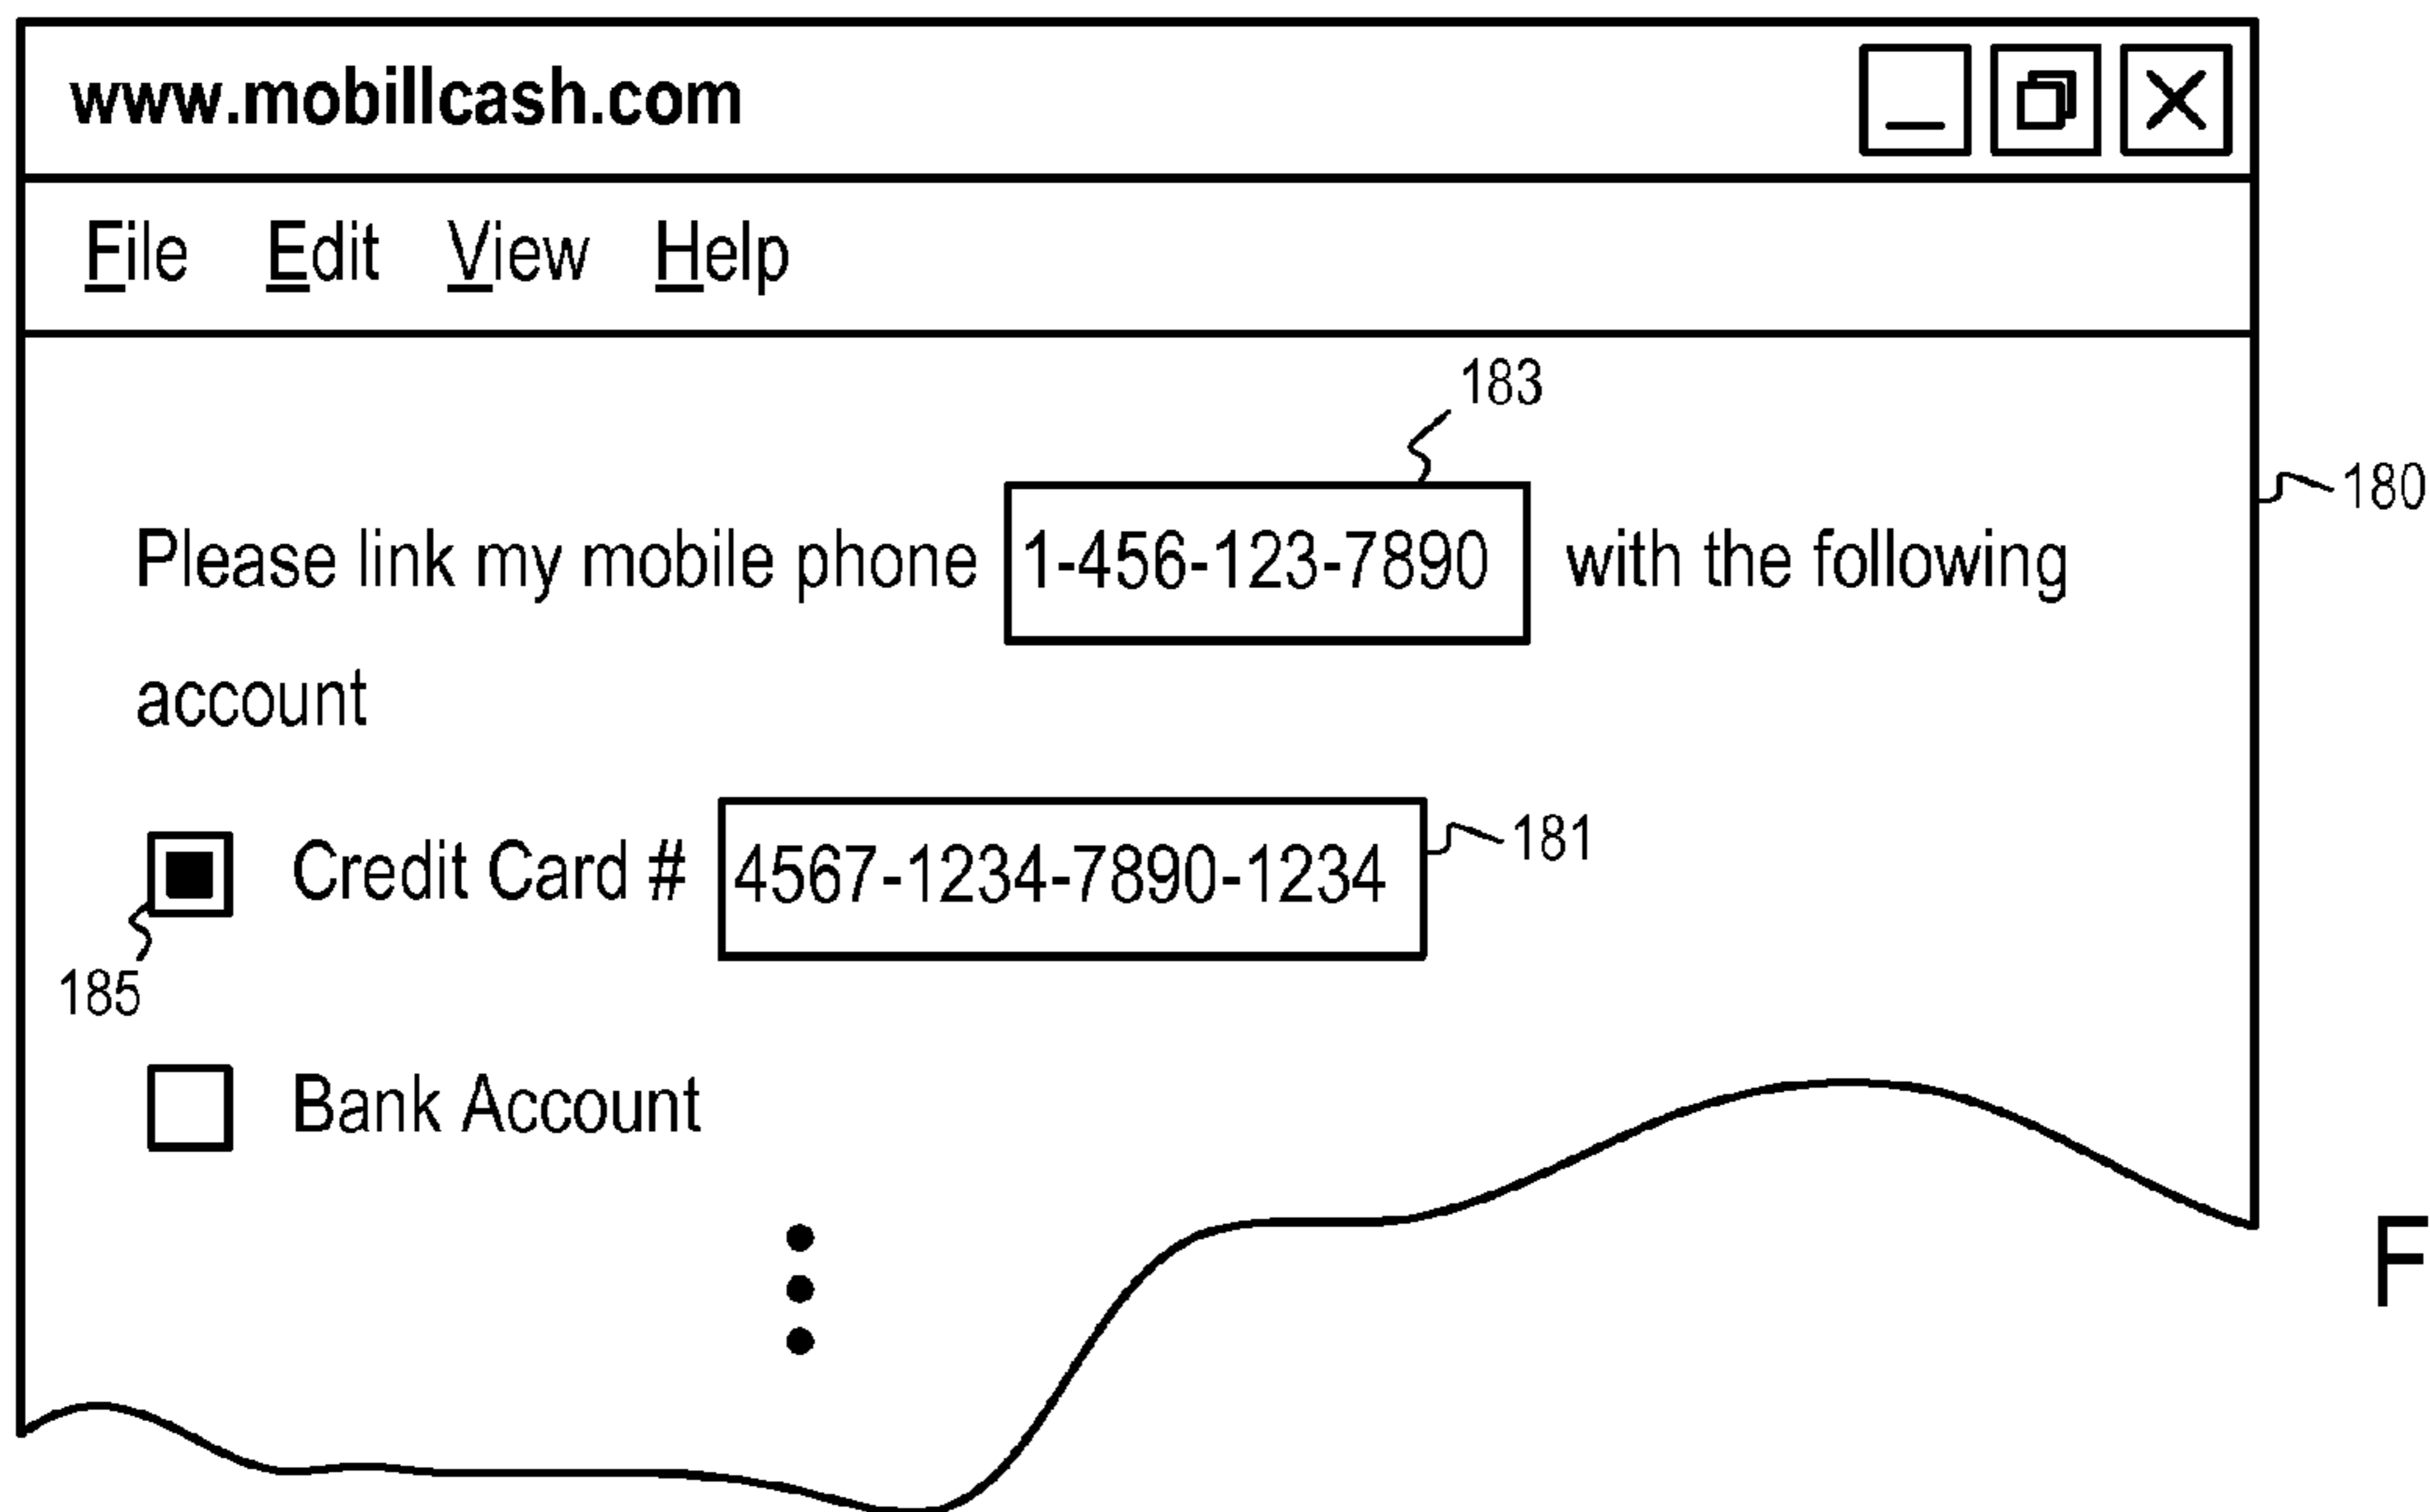 www.mobillcash.com
File Edit View Help
183
180
Please link my mobile phone 1-456-123-7890 with the following
account
Credit Card # 4567-1234-7890-1234
181
185
Bank Account
F